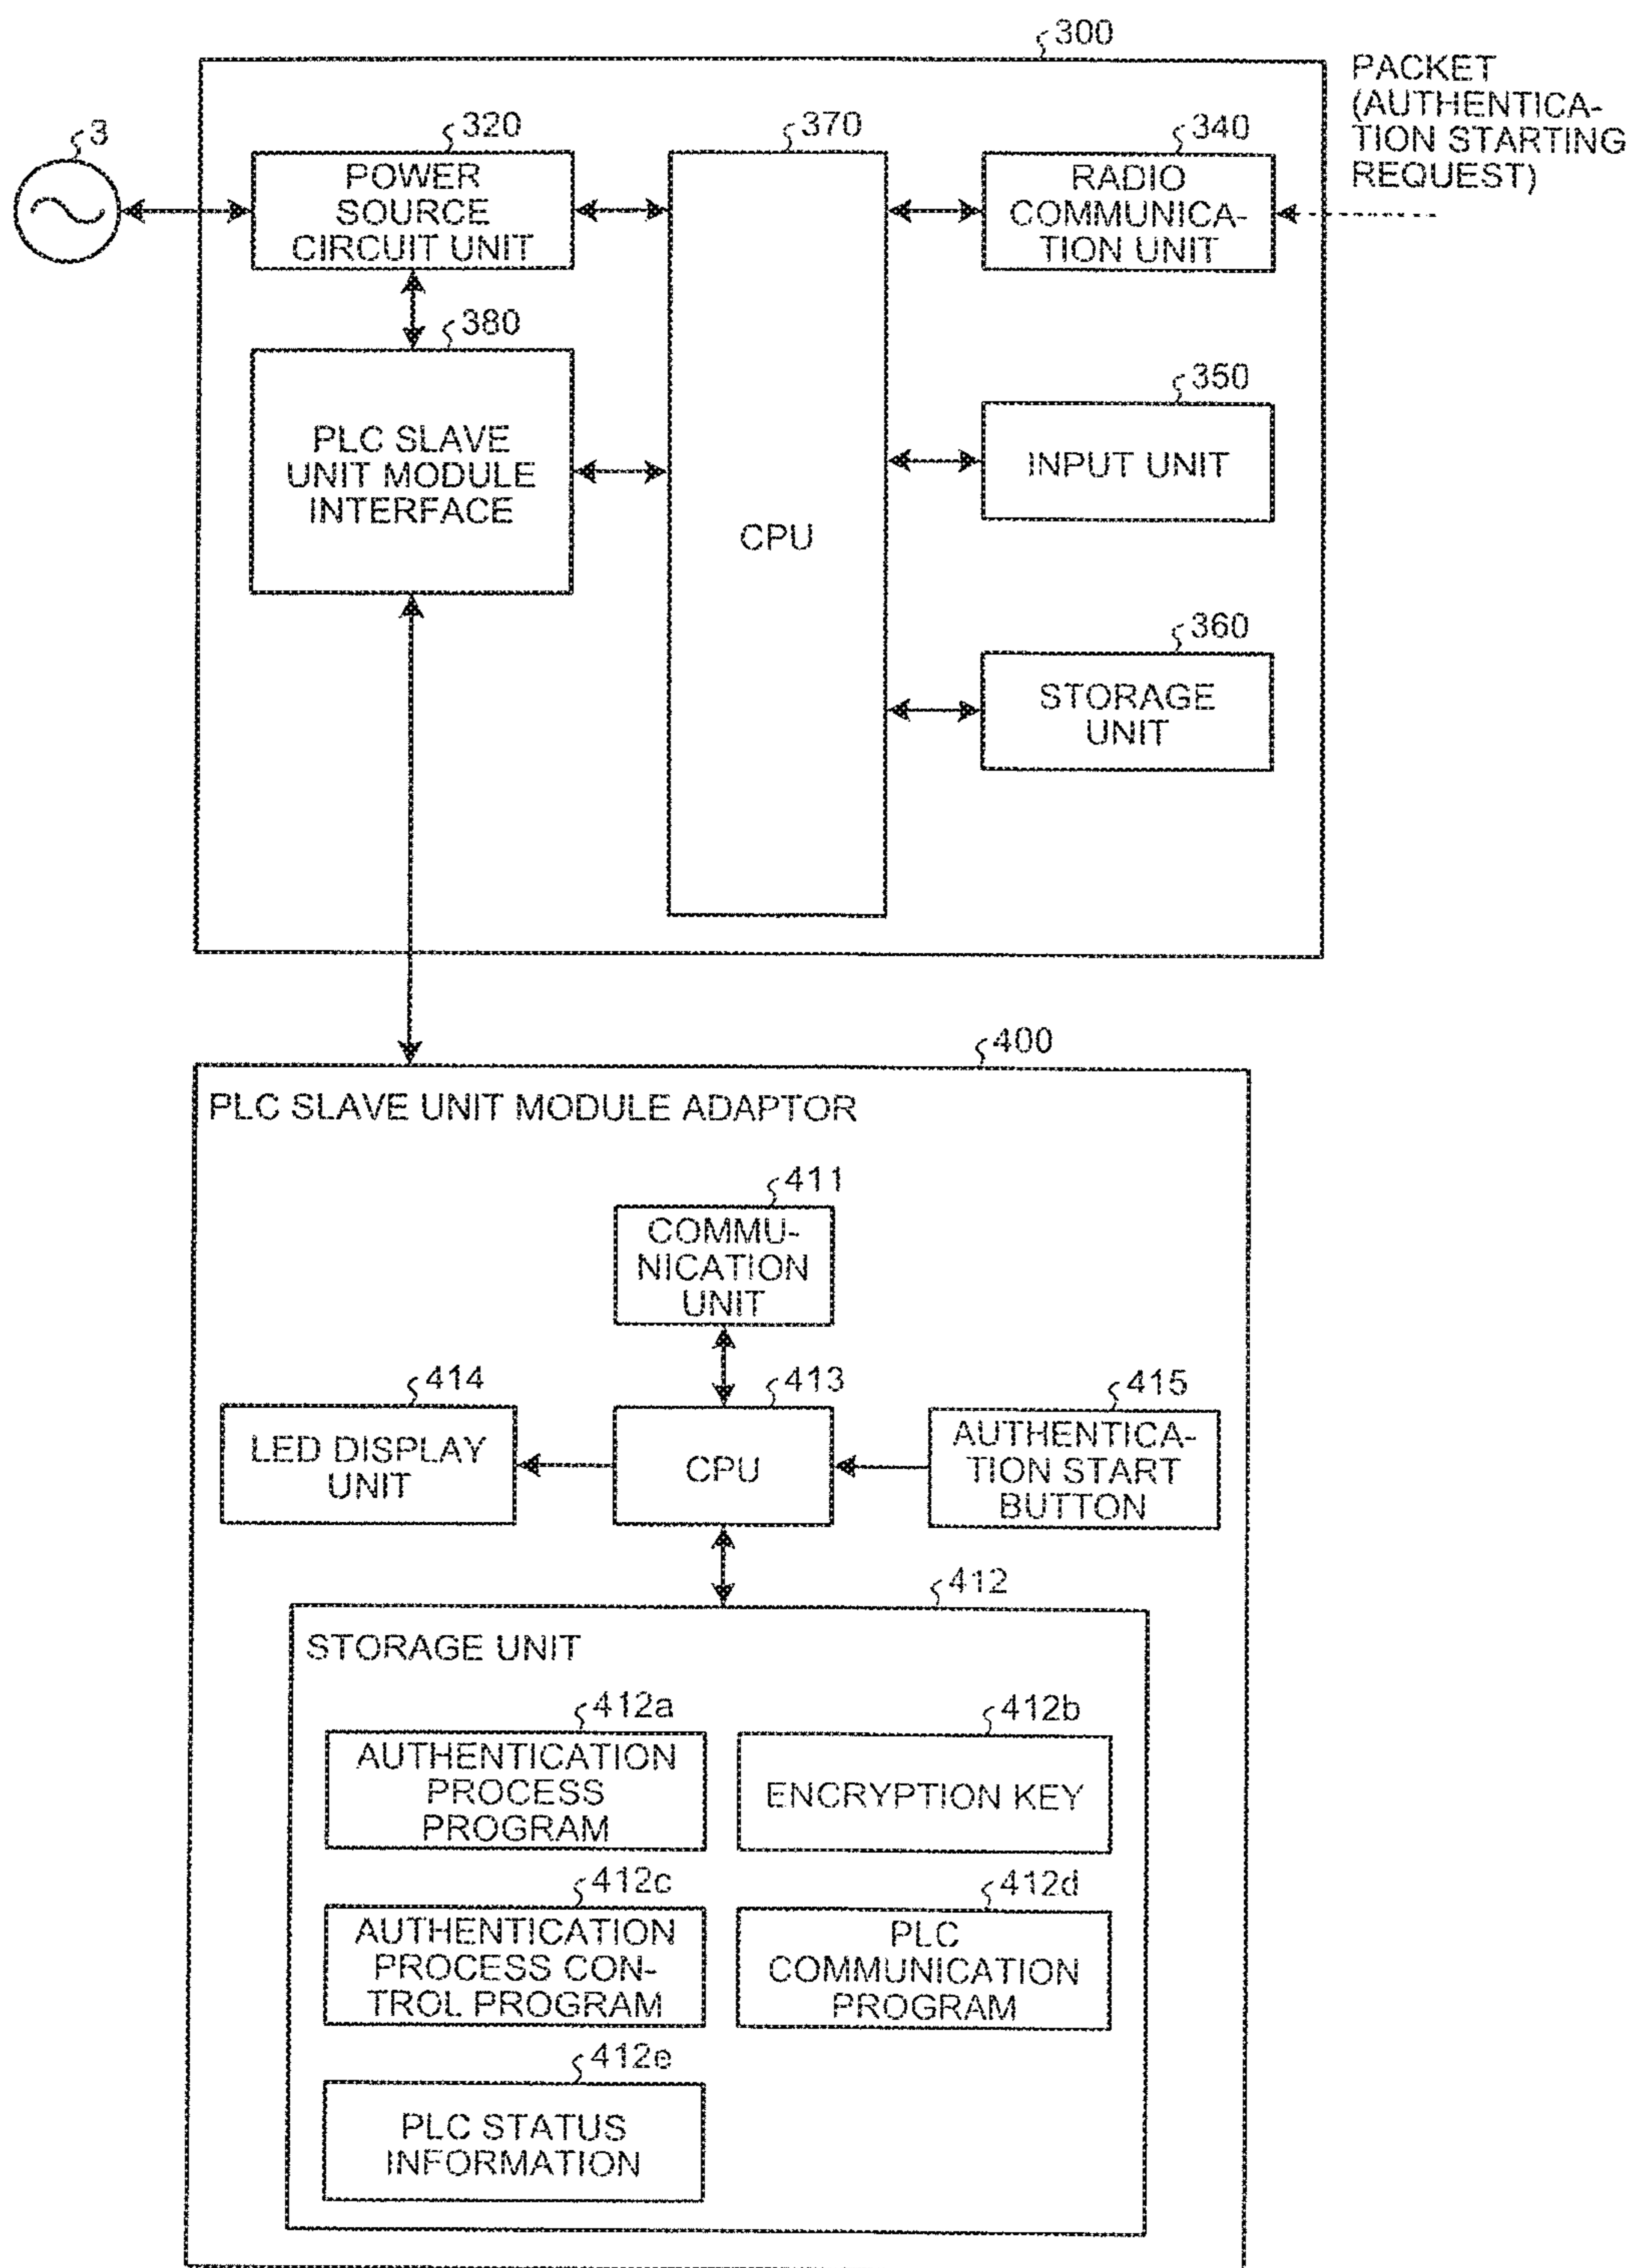 300
PACKET
(AUTHENTICA-
TION STARTING
REQUEST)
3
320
370
340
POWER
SOURCE
CIRCUIT UNIT
RADIO
COMMUNICA-
TION UNIT
380
350
PLC SLAVE
UNIT MODULE
INTERFACE
INPUT UNIT
CPU
360
STORAGE
UNIT
400
PLC SLAVE UNIT MODULE ADAPTOR
411
COMMU-
NICATION
UNIT
414
413
415
LED DISPLAY
UNIT
CPU
AUTHENTICA-
TION START
BUTTON
412
STORAGE UNIT
412a
412b
AUTHENTICATION
PROCESS
PROGRAM
ENCRYPTION KEY
412c
412d
AUTHENTICATION
PROCESS CON-
TROL PROGRAM
PLC
COMMUNICATION
PROGRAM
412e
PLC STATUS
INFORMATION